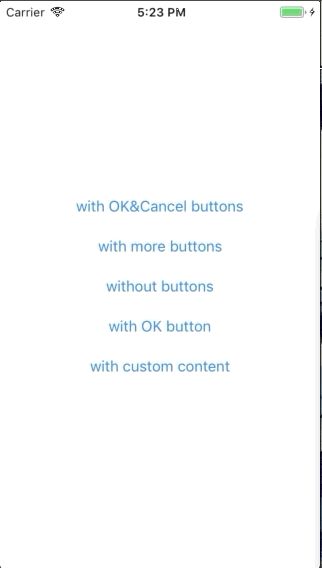 Carrier 5:23 PM
with OK&Cancel buttons
with more buttons
without buttons
with OK button
with custom content